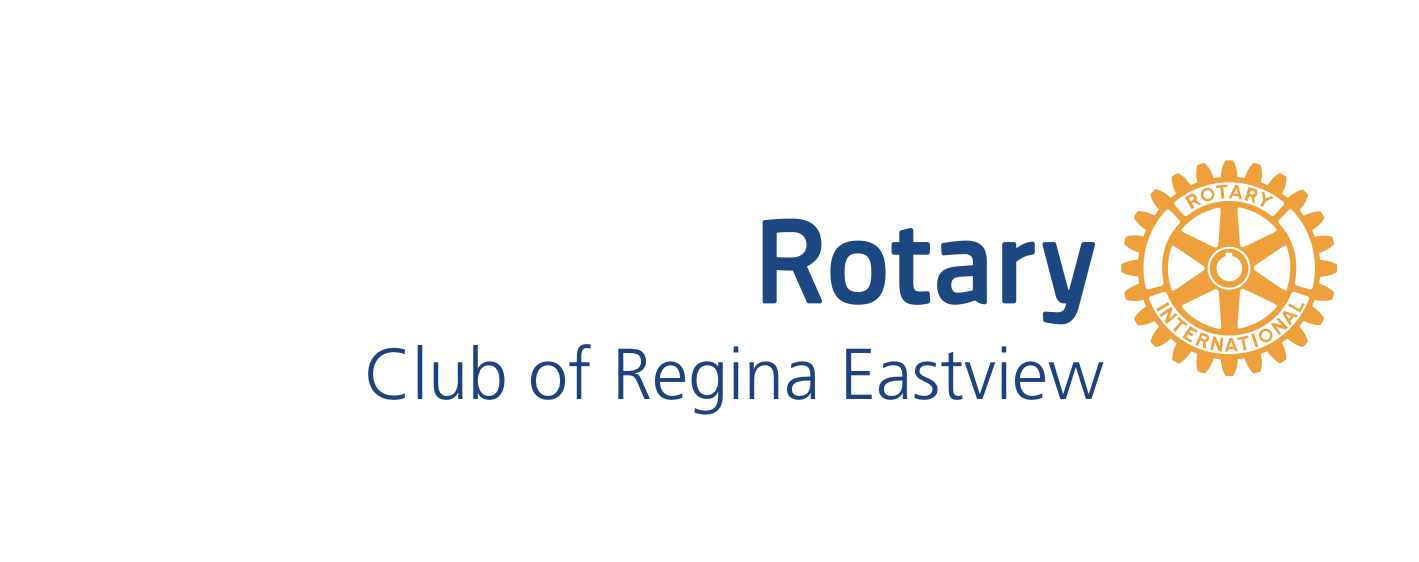 Rotary
Club of Regina Eastview
ROTARY
INTERNATIONAL